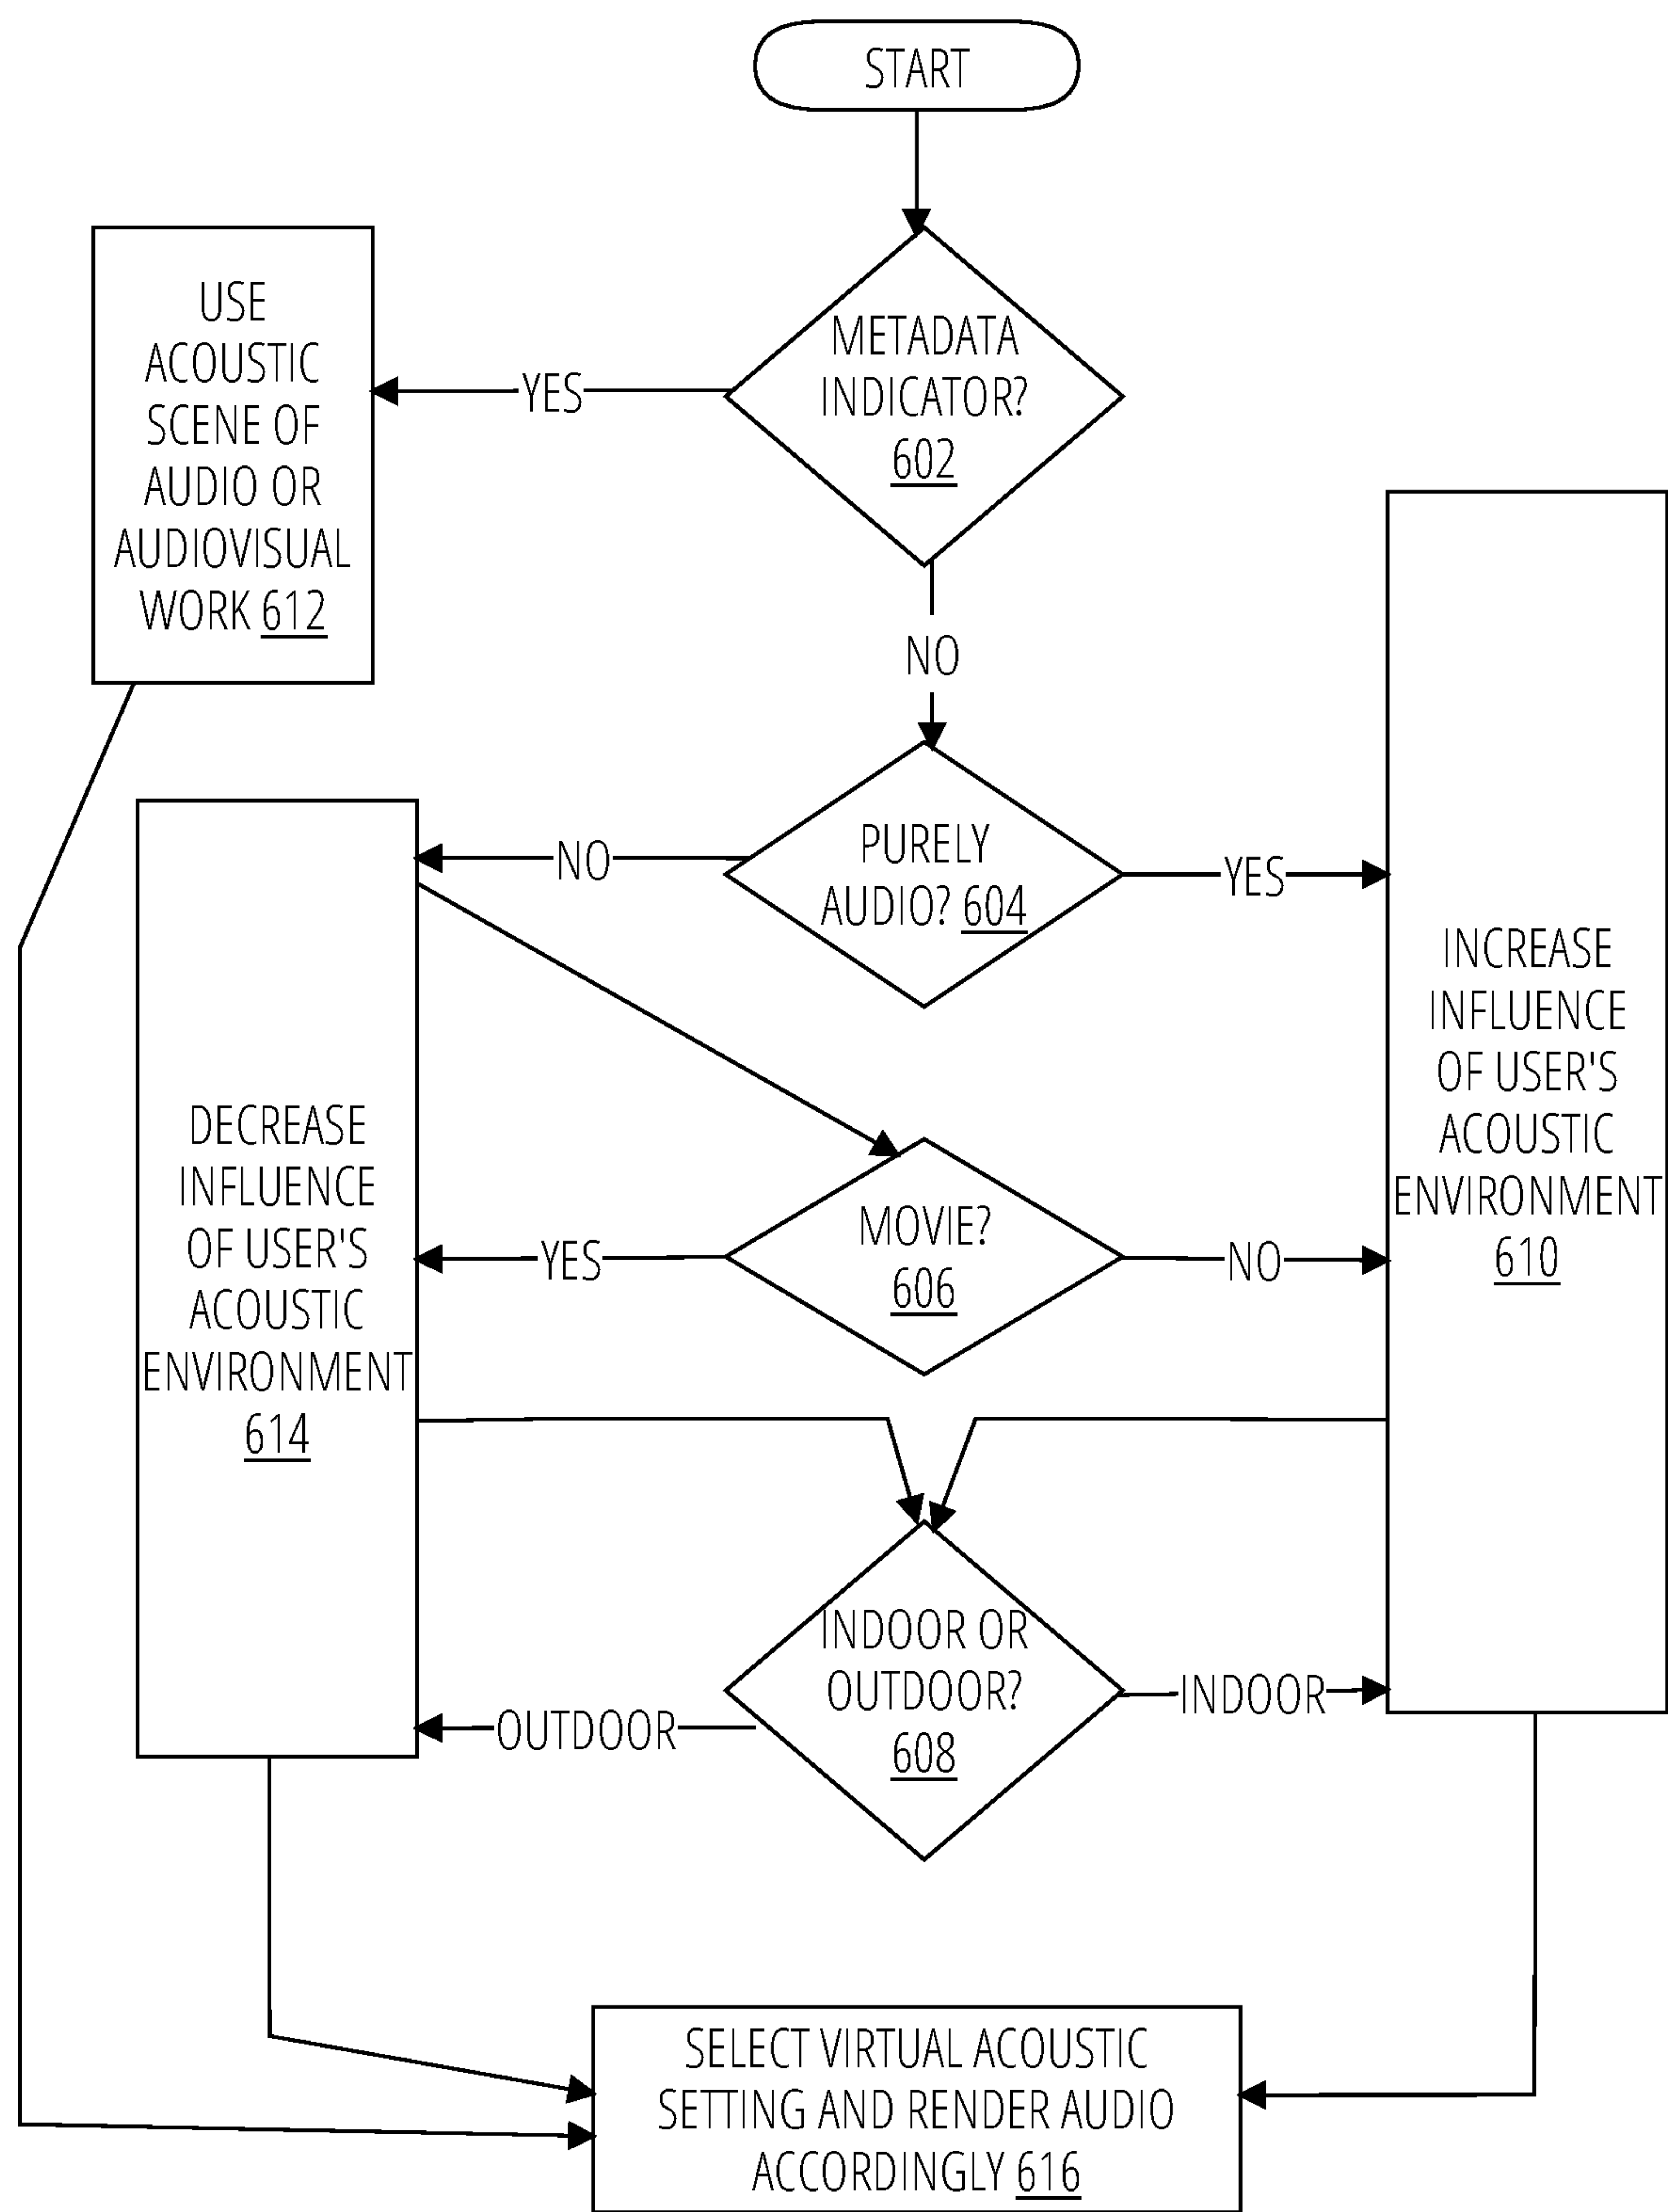 START
METADATA
INDICATOR?
602
YES
USE
ACOUSTIC
SCENE OF
AUDIO OR
AUDIOVISUAL
WORK 612
NO
PURELY
AUDIO? 604
NO
YES
INCREASE
INFLUENCE
OF USER'S
ACOUSTIC
ENVIRONMENT
610
DECREASE
INFLUENCE
OF USER'S
ACOUSTIC
ENVIRONMENT
614
MOVIE?
606
YES
NO
INDOOR OR
OUTDOOR?
608
OUTDOOR
INDOOR
SELECT VIRTUAL ACOUSTIC
SETTING AND RENDER AUDIO
ACCORDINGLY 616